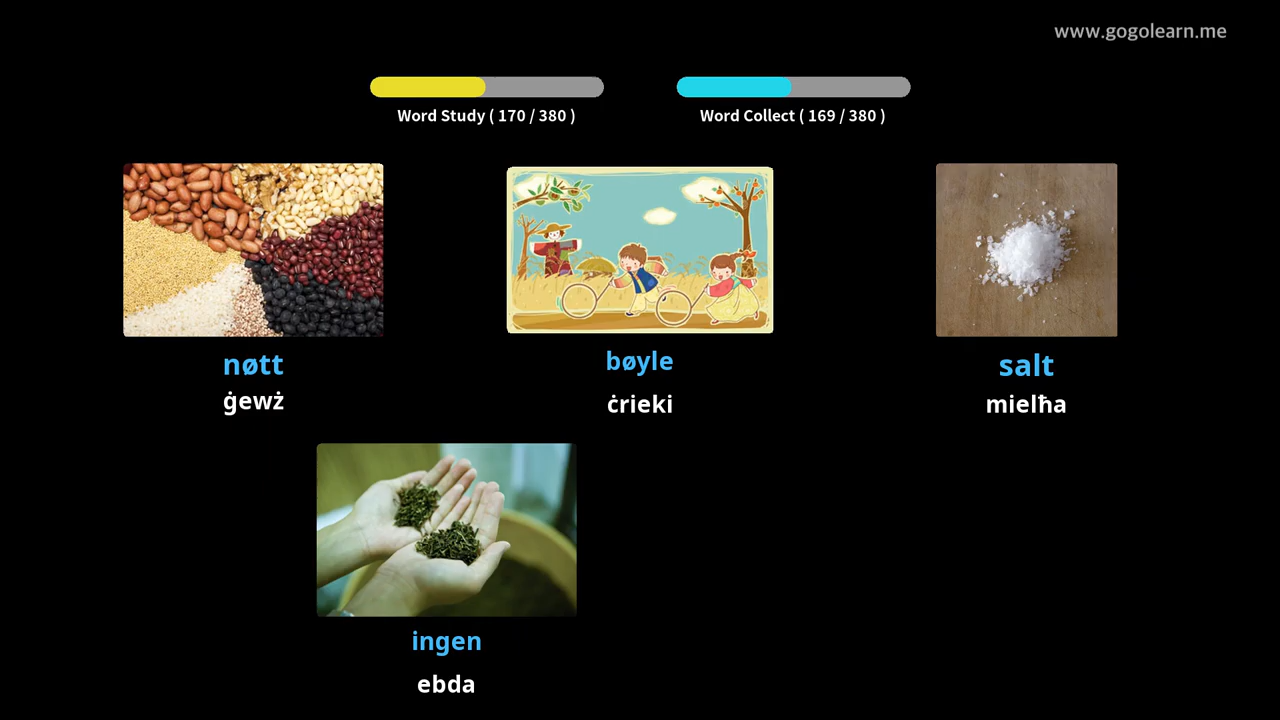 www.gogolearn.me
Word Study ( 170 / 380 )
Word Collect ( 169 / 380 )
nøtt
ġewż
bøyle
ċrieki
salt
mielħa
ingen
ebda